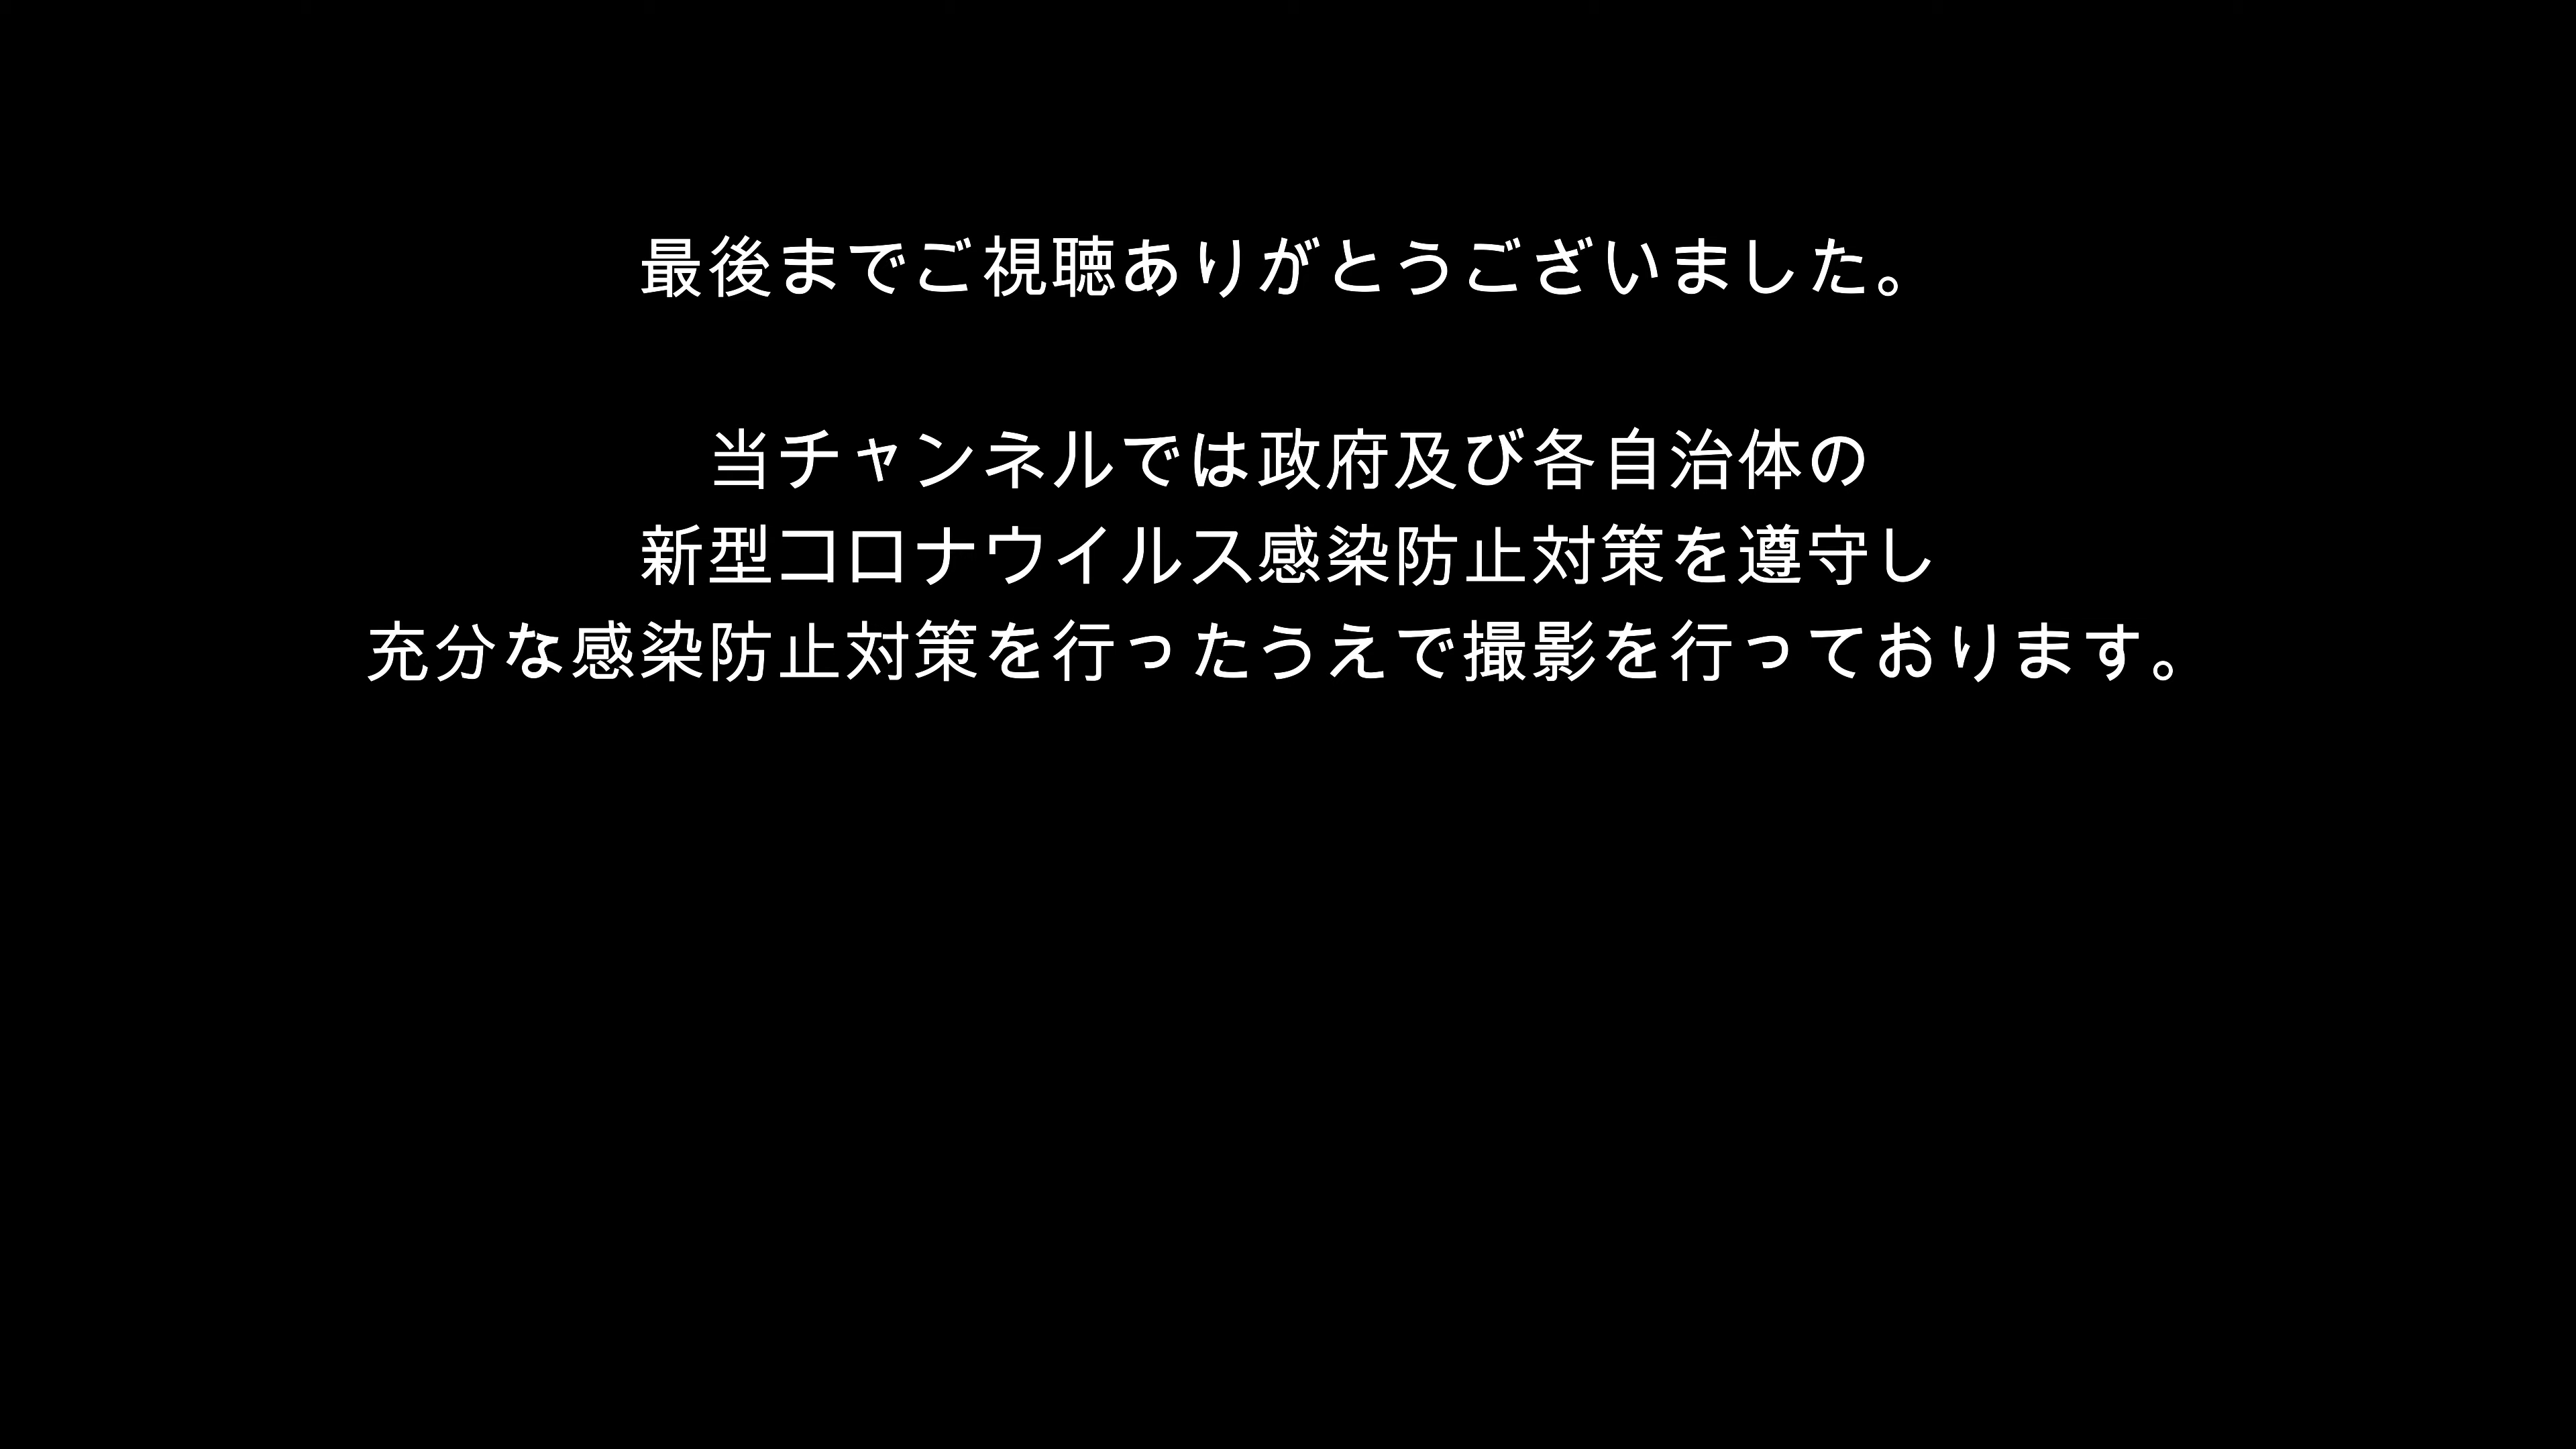 最後までご視聴ありがとうございました。
当チャンネルでは政府及び各自治体の
新型コロナウイルス感染防止対策を遵守し
充分な感染防止対策を行ったうえで撮影を行っております。